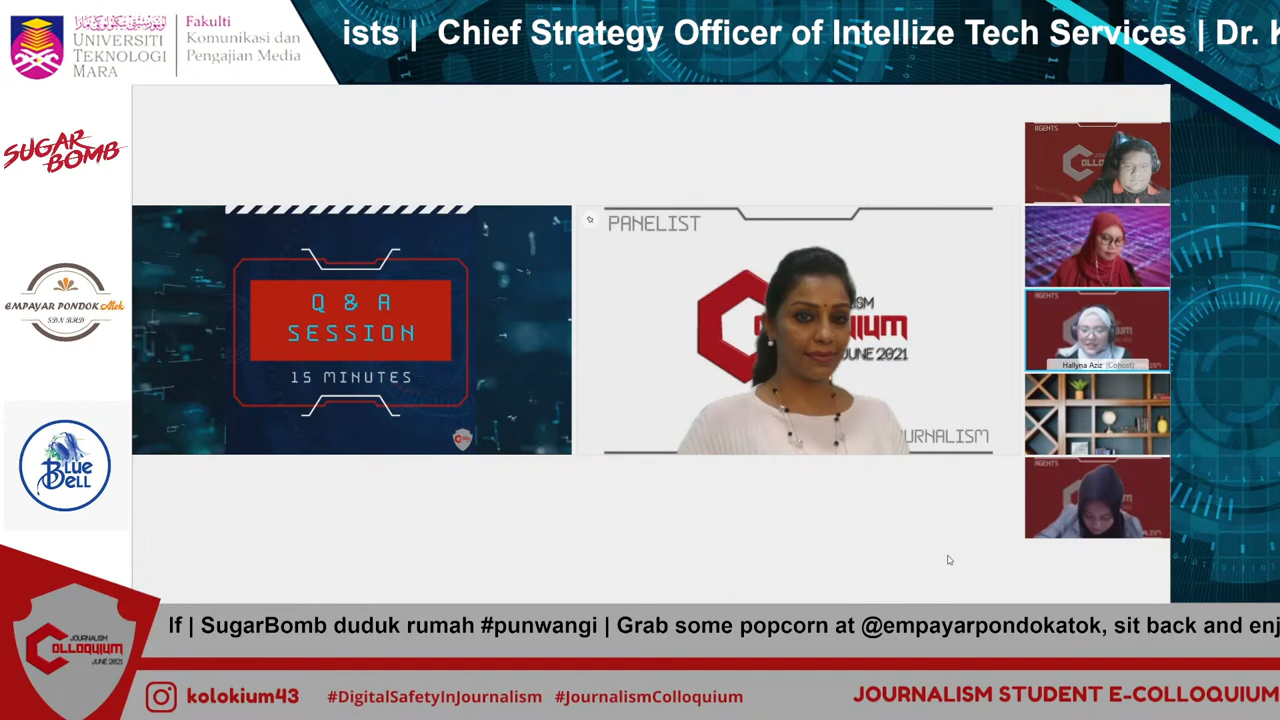 UNIVERSITI
TEKNOLOGI
MARA
Fakulti
Komunikasi dan
Pengajian Media
ists | Chief Strategy Officer of Intellize Tech Services | Dr. K
SUGAR
BOMB
EMPAYAR PONDOK Atok
SDN BHD
BLUE
Bell
Q & A
SESSION
15 MINUTES
PANELIST
JUNE 2021
URNALISM
AGENTS
AGENTS
Hallyna Aziz (Cohost)
AGENTS
JOURNALISM
COLLOQUIUM
JUNE 2021
If | SugarBomb duduk rumah #punwangi | Grab some popcorn at @empayarpondokatok, sit back and enj
kolokium43
#DigitalSafetyInJournalism #JournalismColloquium
JOURNALISM STUDENT E-COLLOQUIUM